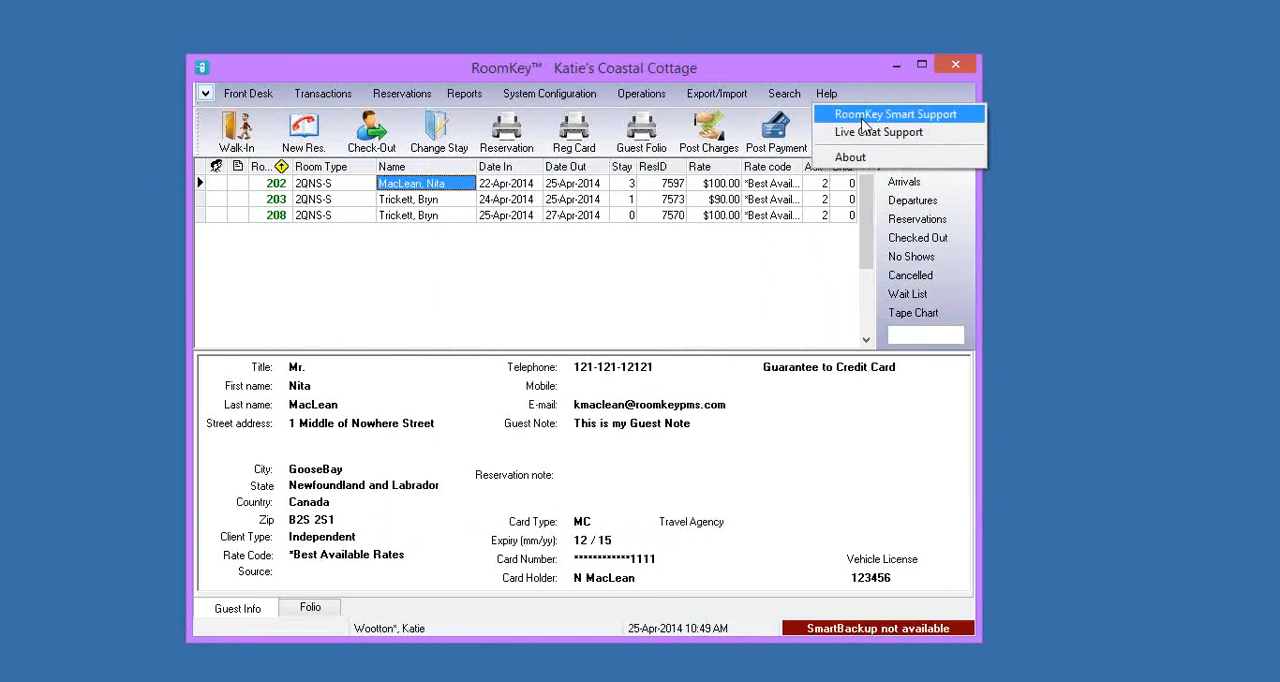 RoomKey™ Katie's Coastal Cottage
Front Desk Transactions Reservations Reports System Configuration Operations Export/Import Search Help
RoomKey Smart Support
Live Chat Support
About
Walk-In New Res. Check-Out Change Stay Reservation Reg Card Guest Folio Post Charges Post Payment
Ro... Room Type Name Date In Date Out Stay ResID Rate Rate code
202 2QNS-S MacLean, Nita 22-Apr-2014 25-Apr-2014 3 7597 $100.00 *Best Avail... 2 0
203 2QNS-S Trickett, Bryn 24-Apr-2014 25-Apr-2014 1 7573 $90.00 *Best Avail... 2 0
208 2QNS-S Trickett, Bryn 25-Apr-2014 27-Apr-2014 0 7570 $100.00 *Best Avail... 2 0
Arrivals
Departures
Reservations
Checked Out
No Shows
Cancelled
Wait List
Tape Chart
Title: Mr. Telephone: 121-121-12121 Guarantee to Credit Card
First name: Nita Mobile:
Last name: MacLean E-mail: kmaclean@roomkeypms.com
Street address: 1 Middle of Nowhere Street Guest Note: This is my Guest Note
City: GooseBay Reservation note:
State Newfoundland and Labrador
Country: Canada
Zip B2S 2S1 Card Type: MC Travel Agency
Client Type: Independent Expiry (mm/yy): 12 / 15
Rate Code: *Best Available Rates Card Number: ************1111 Vehicle License
Source: Card Holder: N MacLean 123456
Guest Info Folio
Wootton*, Katie 25-Apr-2014 10:49 AM SmartBackup not available